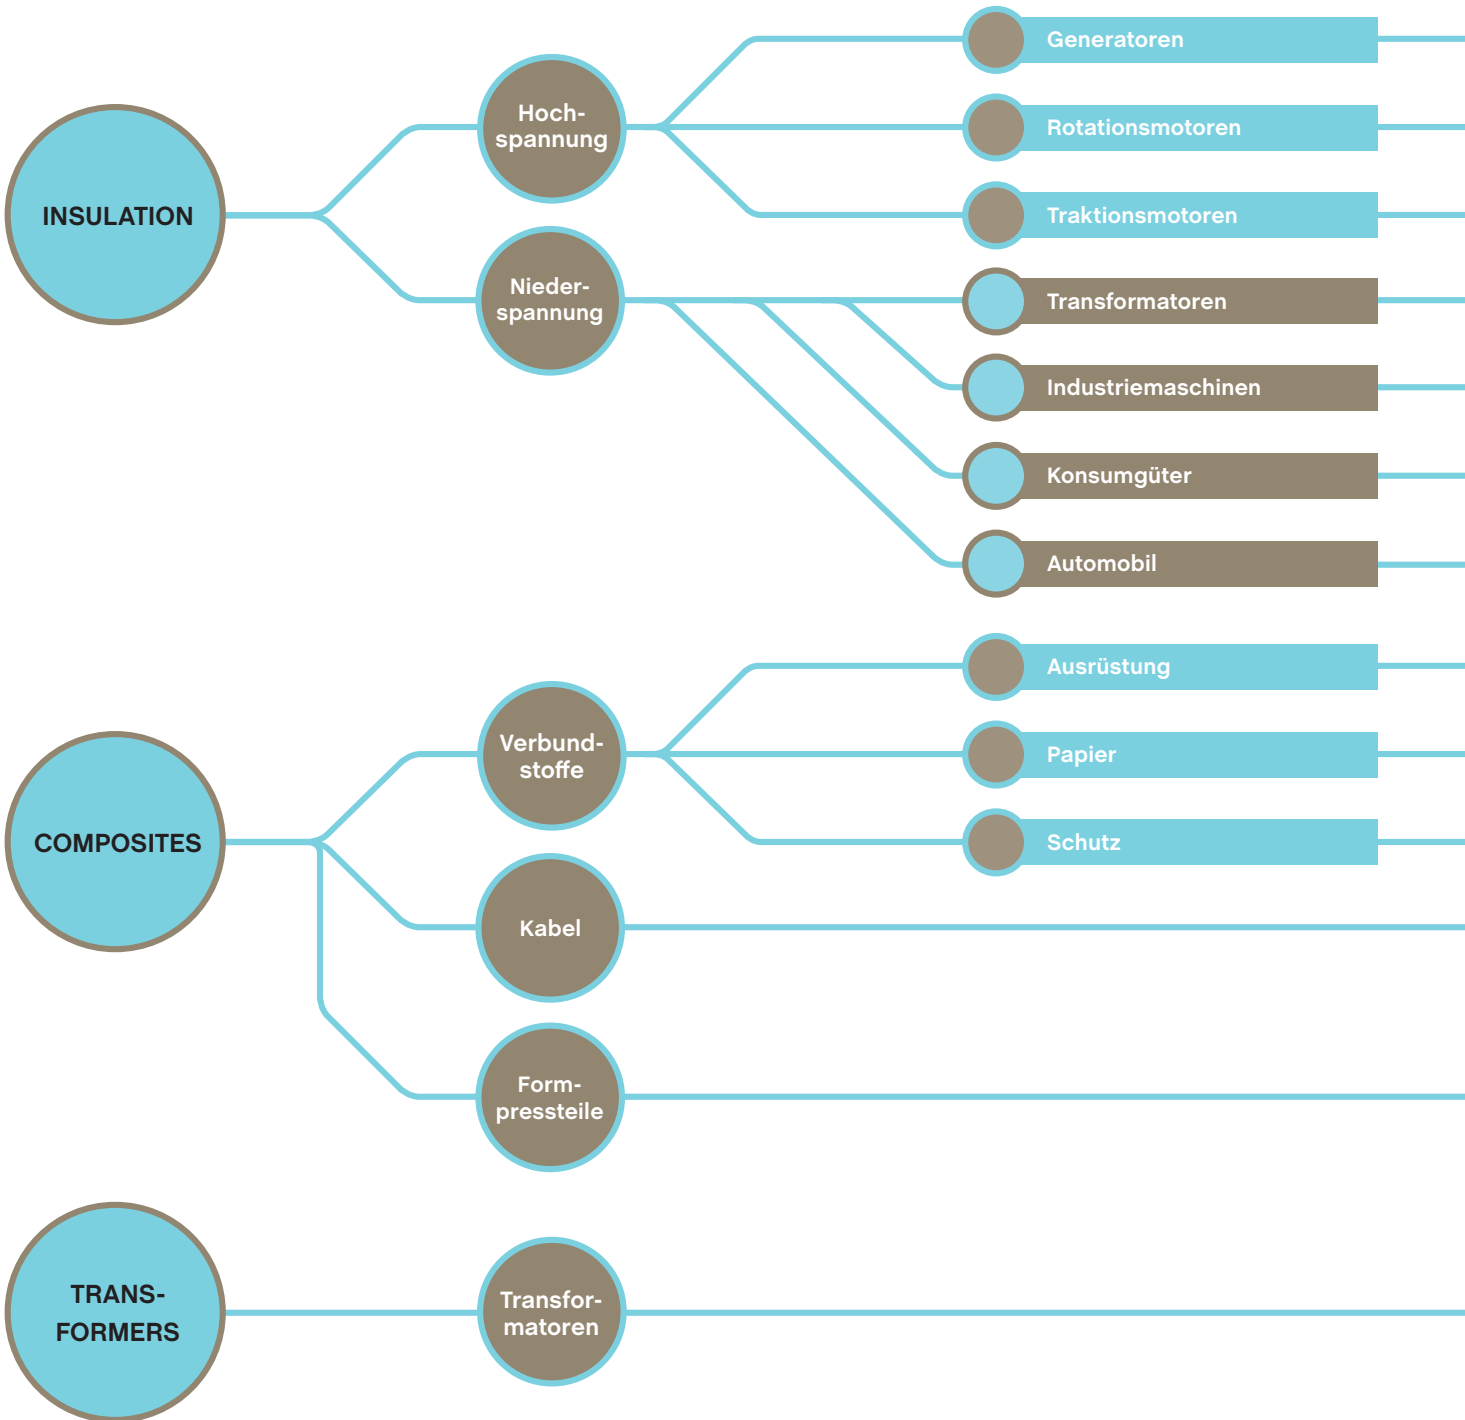 INSULATION
Hoch-
spannung
Generatoren
Rotationsmotoren
Traktionsmotoren
Nieder-
spannung
Transformatoren
Industriemaschinen
Konsumgüter
Automobil
COMPOSITES
Verbund-
stoffe
Ausrüstung
Papier
Schutz
Kabel
Form-
pressteile
TRANS-
FORMERS
Transfor-
matoren